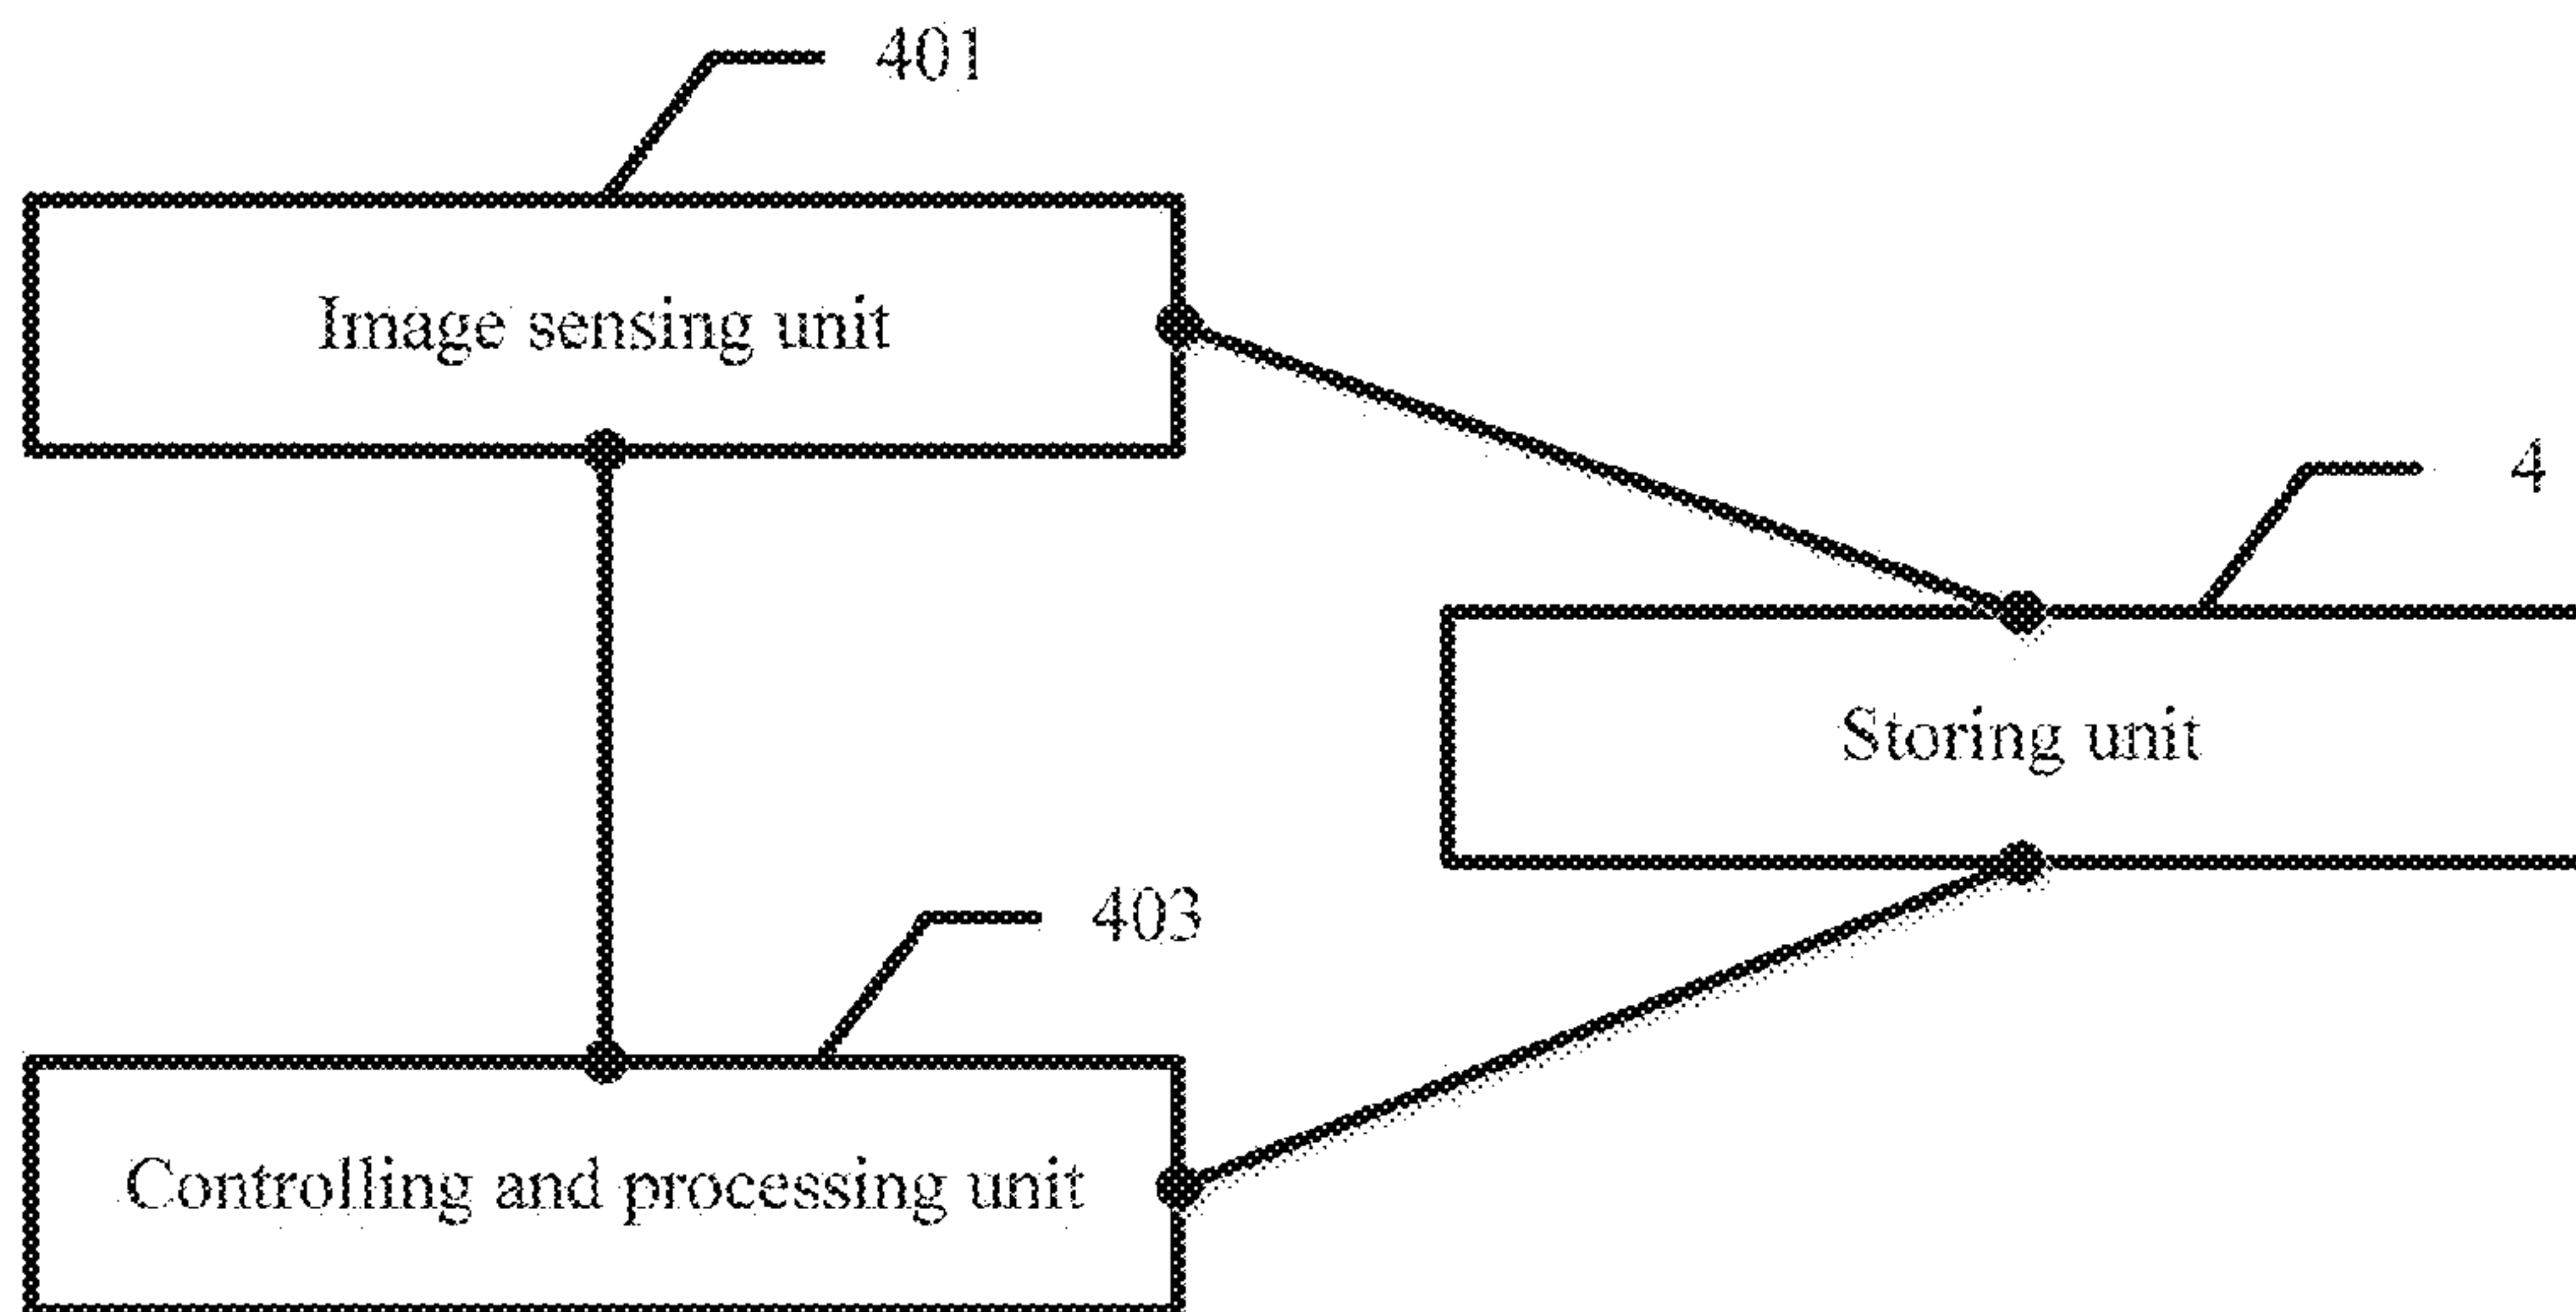 401
Image sensing unit
4
Storing unit
403
Controlling and processing unit